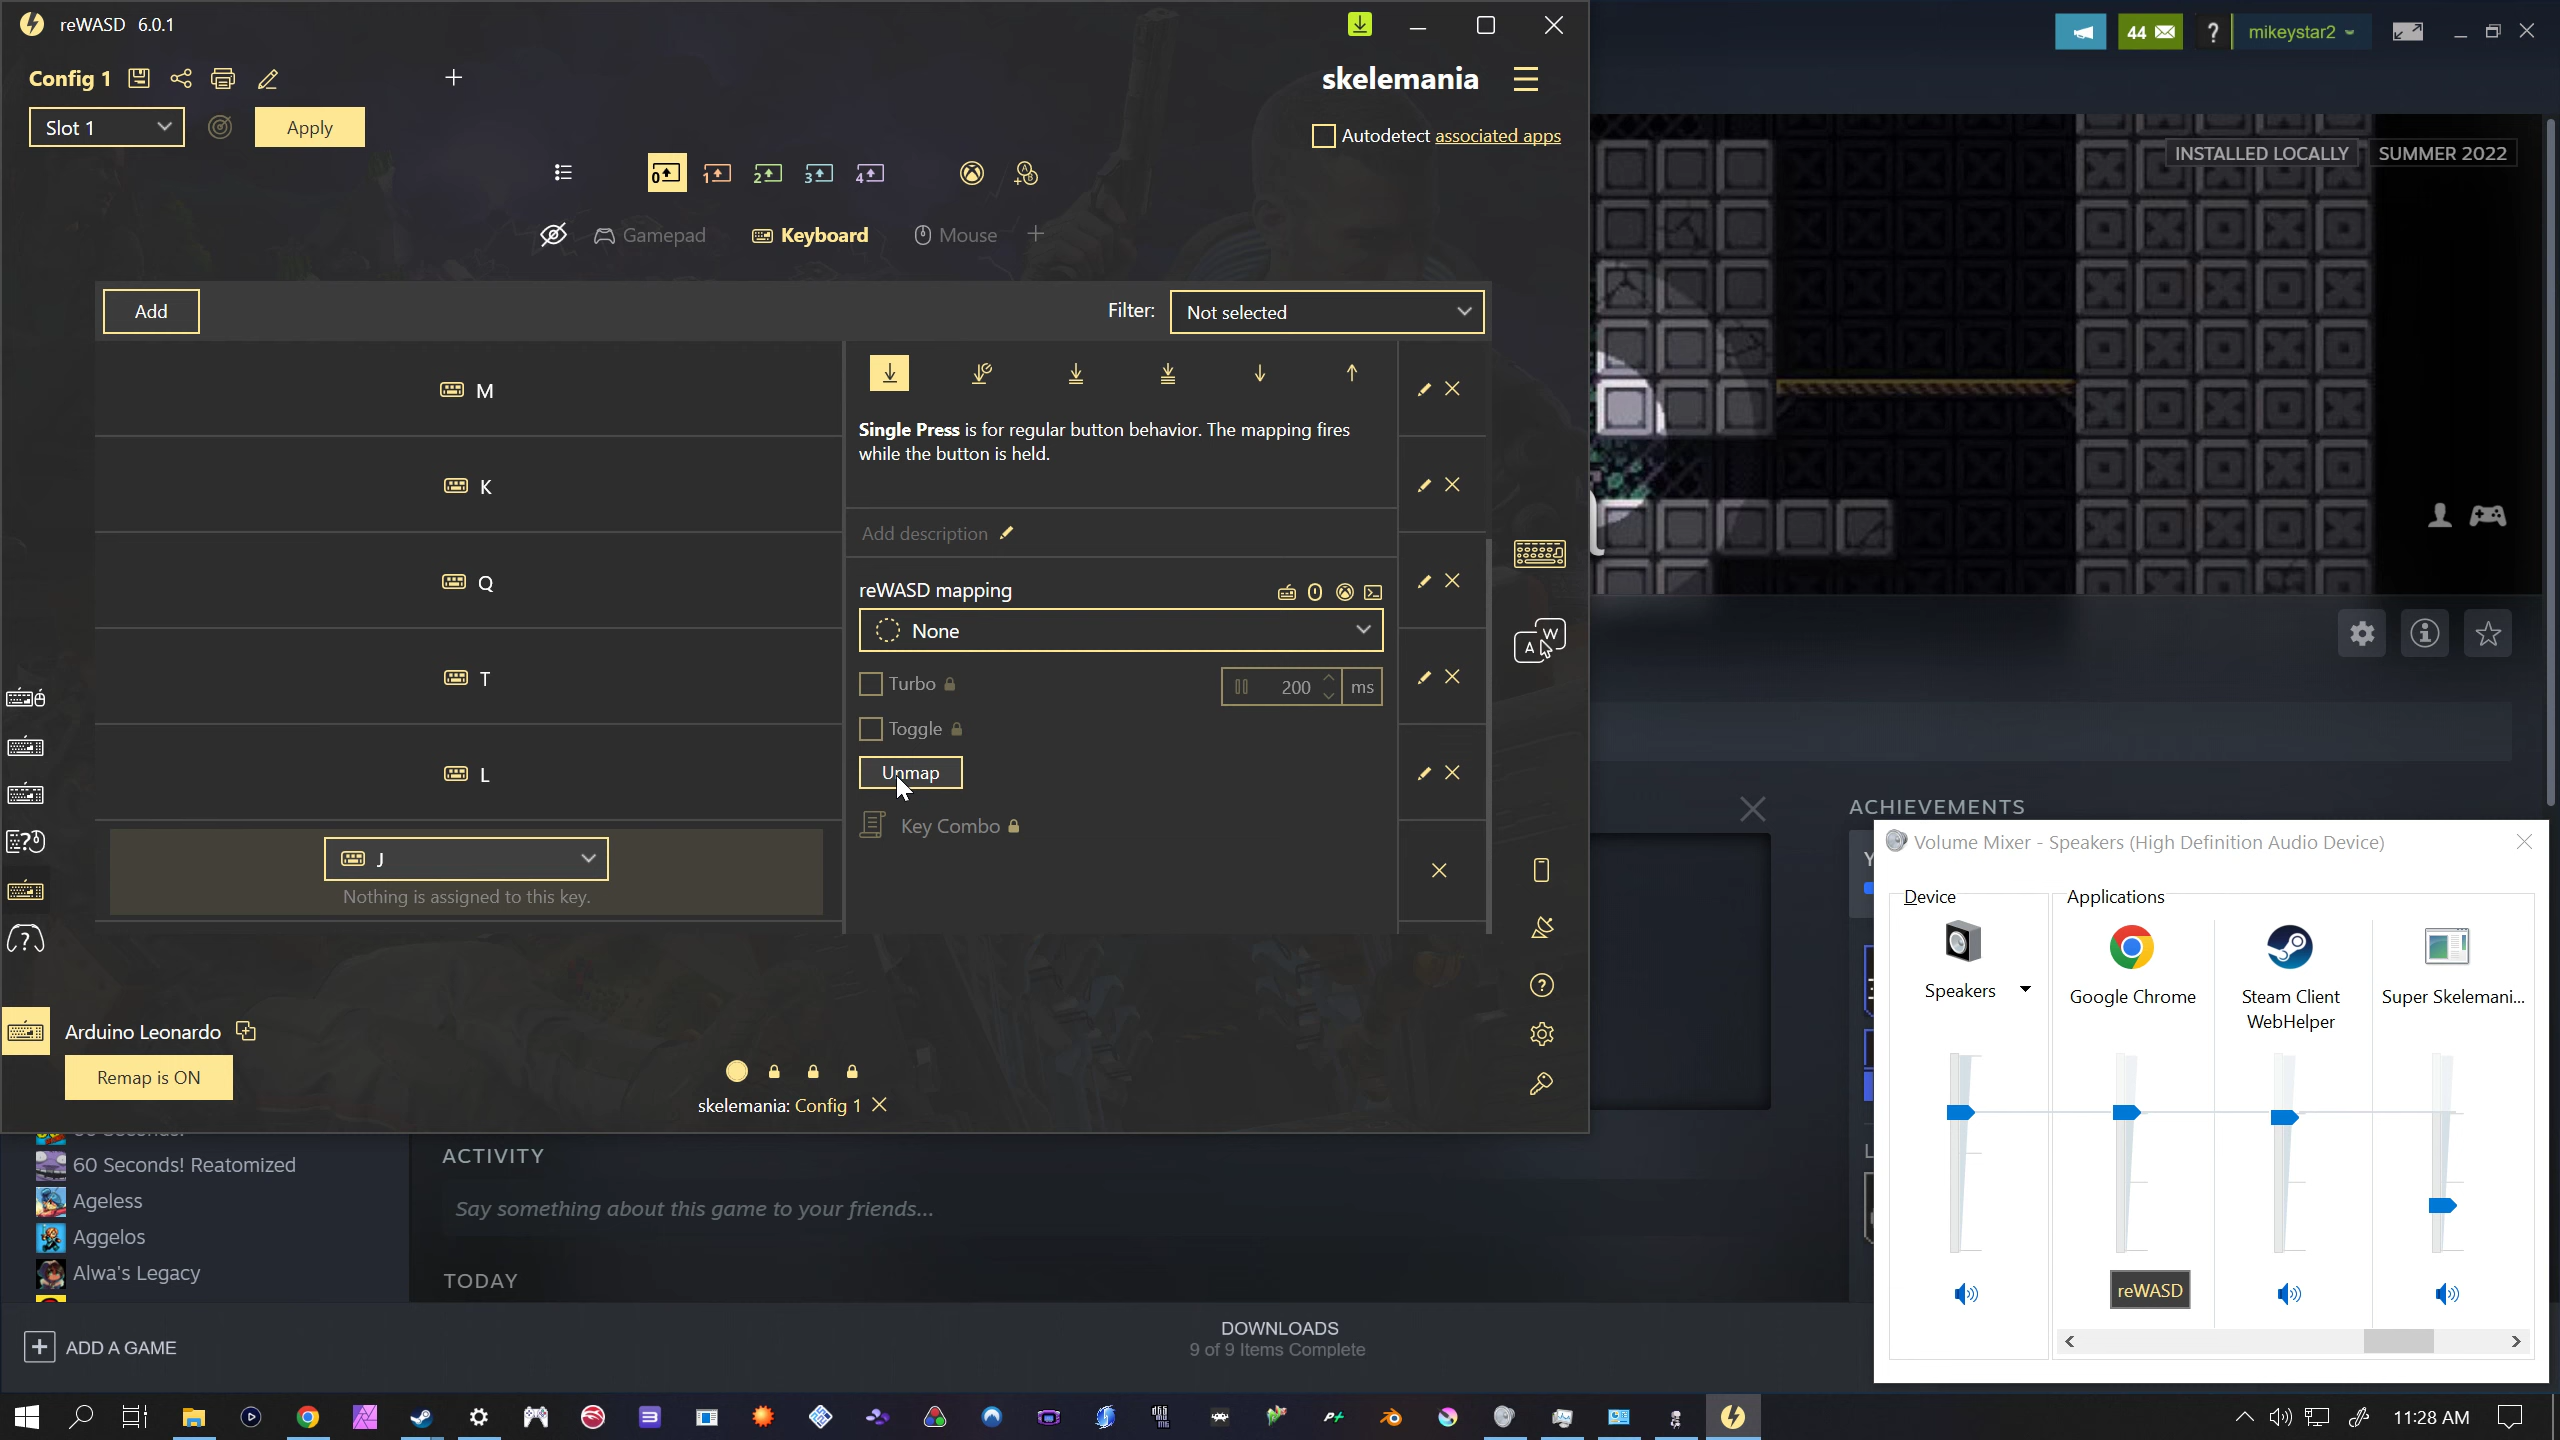 reWASD 6.0.1
44
?
mikeystar2
Config 1
skelemania
Slot 1
Apply
Autodetect associated apps
INSTALLED LOCALLY
SUMMER 2022
0
1
2
3
4
Gamepad
Keyboard
Mouse
Add
Filter:
Not selected
M
Single Press is for regular button behavior. The mapping fires
while the button is held.
K
Add description
Q
reWASD mapping
None
W
A
T
Turbo
200
ms
Toggle
L
Unmap
Key Combo
J
Nothing is assigned to this key.
ACHIEVEMENTS
Volume Mixer - Speakers (High Definition Audio Device)
Device
Applications
Speakers
Google Chrome
Steam Client
WebHelper
Super Skelemani...
Arduino Leonardo
Remap is ON
skelemania: Config 1
60 Seconds! Reatomized
ACTIVITY
Ageless
Say something about this game to your friends...
Aggelos
Alwa's Legacy
TODAY
reWASD
ADD A GAME
DOWNLOADS
9 of 9 Items Complete
11:28 AM